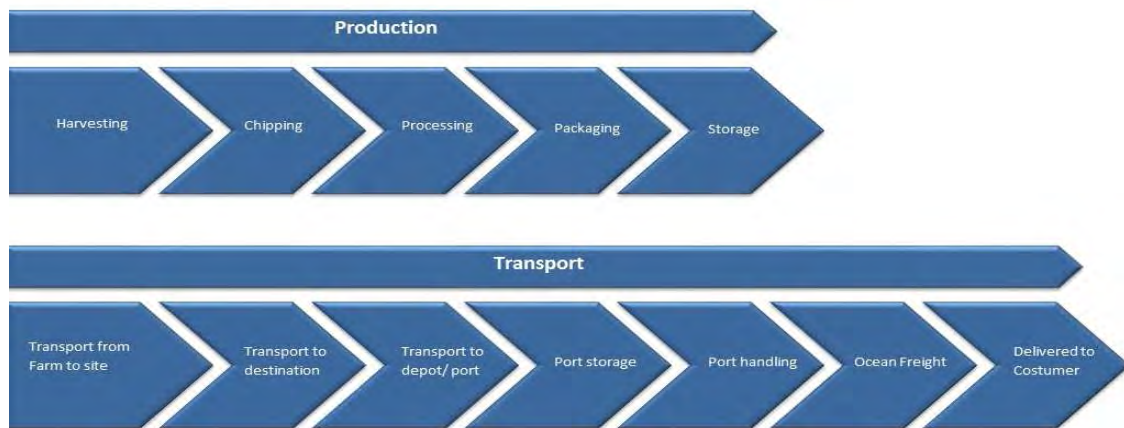 Production
Harvesting
Chipping
Processing
Packaging
Storage
Transport
Transport from
Farm to site
Transport to
destination
Transport to
depot/ port
Port storage
Port handling
Ocean Freight
Delivered to
Costumer